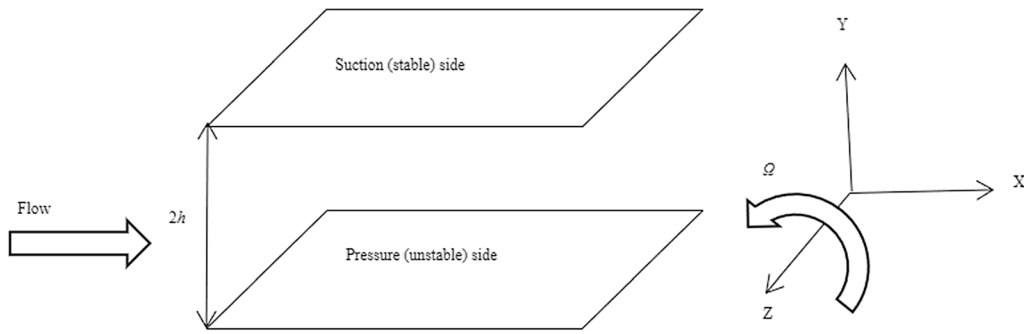 Suction (stable) side
Y
Ω
X
Flow
2h
Pressure (unstable) side
Z